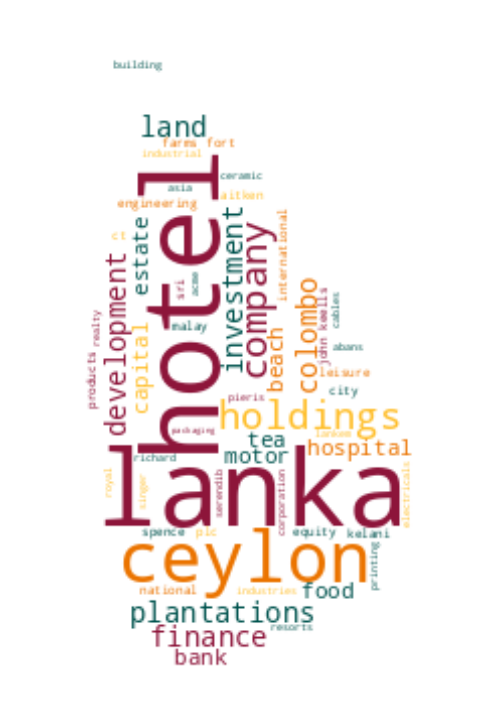 building
land
farms fort
industrial
hotel
ceramic
asia
aitken
engineering
ct
estate
investment
company
international
development
sri
acme
colombo
john keells
cables
realty
products
capital
malay
beach
abans
leisure
city
pieris
holdings
packaging
tea
lankem
hospital
motor
richard
lanka
royal
singer
serendib
corporation
electricals
spence
plc
equity
kelani
ceylon
printing
national
industries
food
plantations
resorts
finance
bank